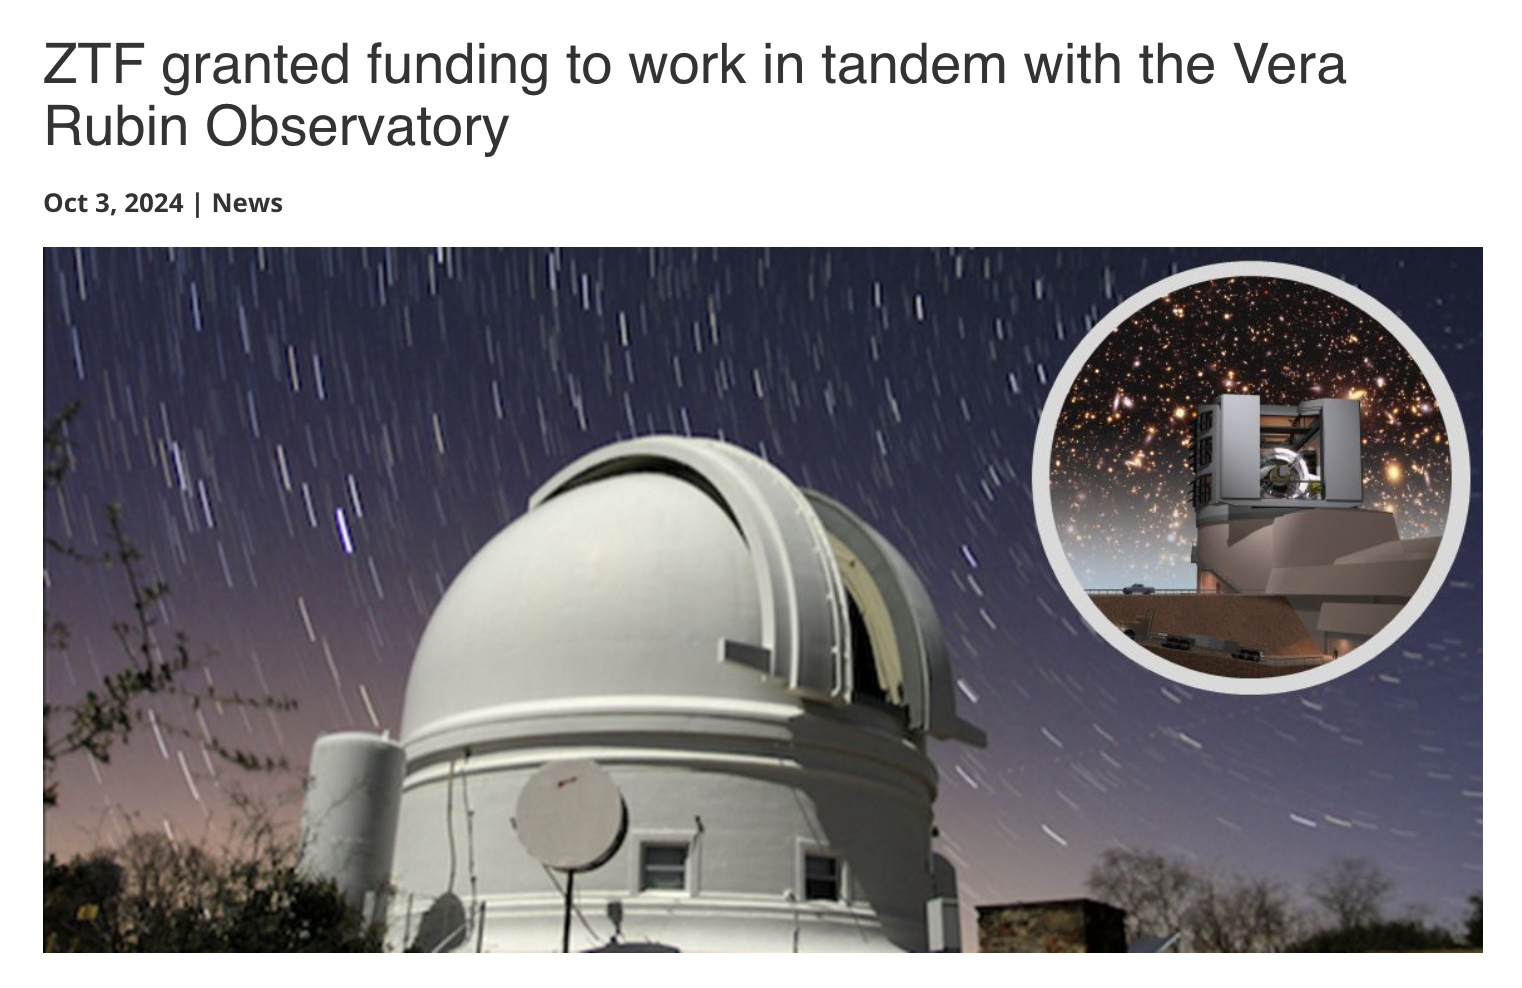 ZTF granted funding to work in tandem with the Vera
Rubin Observatory
Oct 3, 2024 | News